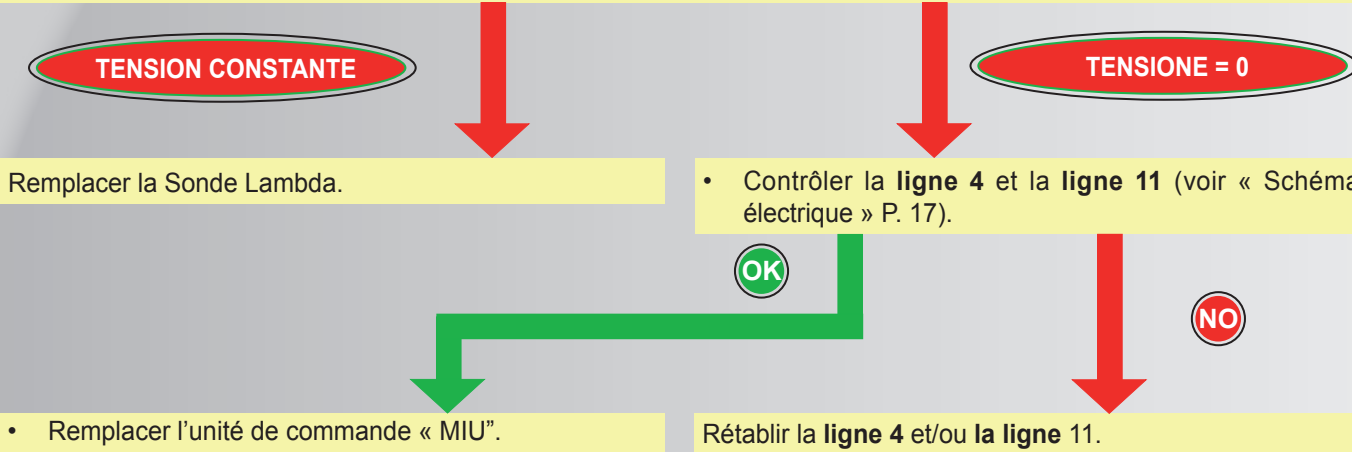 TENSION CONSTANTE
TENSIONE = 0
Remplacer la Sonde Lambda.
• Contrôler la ligne 4 et la ligne 11 (voir « Schéma
électrique » P. 17).
OK
NO
• Remplacer l’unité de commande « MIU”.
Rétablir la ligne 4 et/ou la ligne 11.